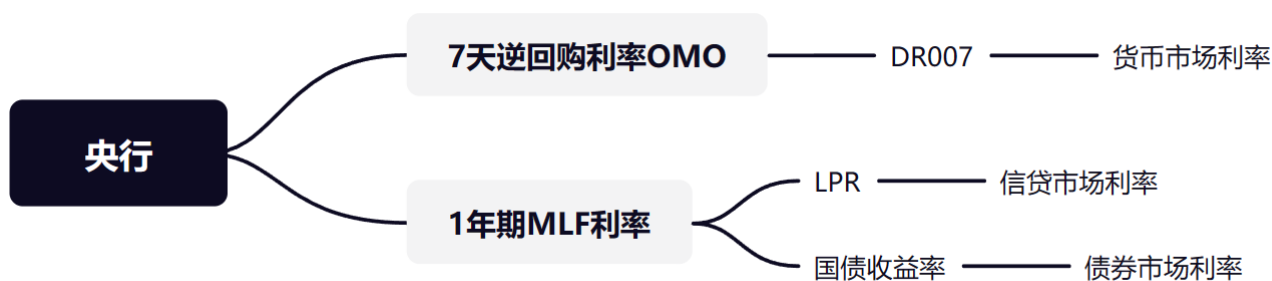 央行
7天逆回购利率OMO
DR007
货币市场利率
1年期MLF利率
LPR
信贷市场利率
国债收益率
债券市场利率